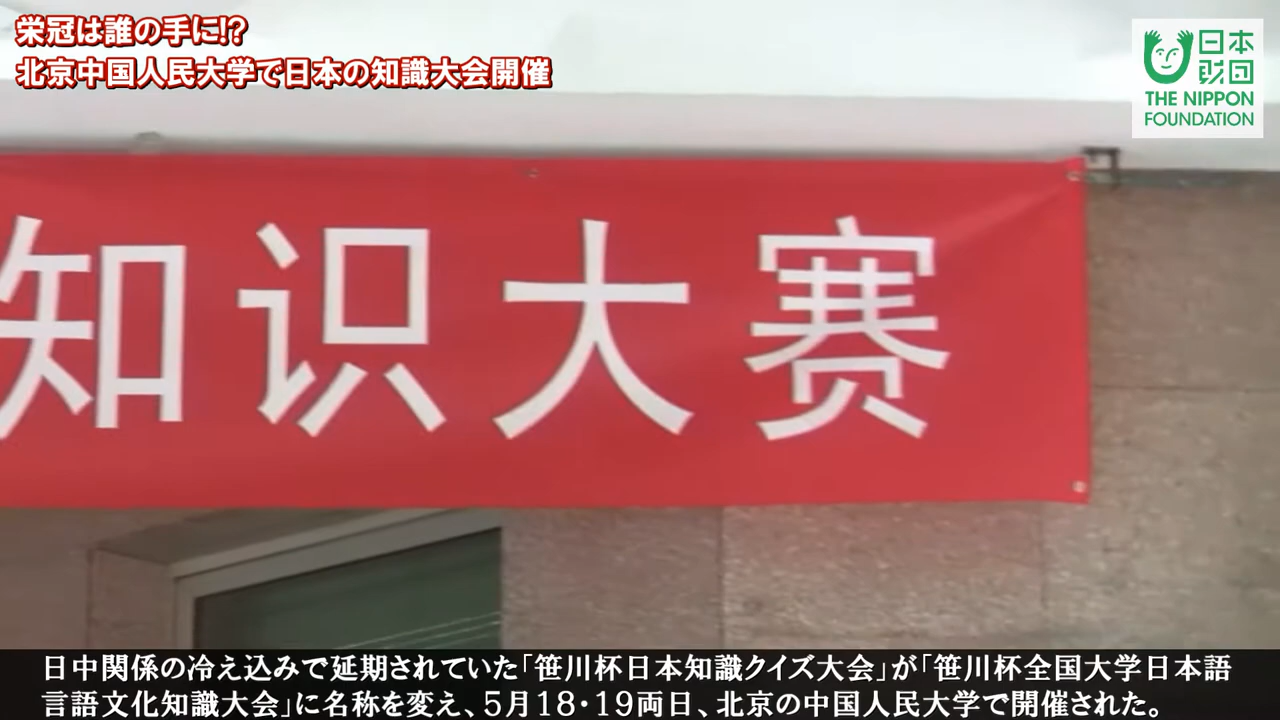 栄冠は誰の手に!?
北京中国人民大学で日本の知識大会開催
日本
財団
THE NIPPON
FOUNDATION
知识大赛
日中関係の冷え込みで延期されていた「笹川杯日本知識クイズ大会」が「笹川杯全国大学日本語
言語文化知識大会」に名称を変え、5月18・19両日、北京の中国人民大学で開催された。